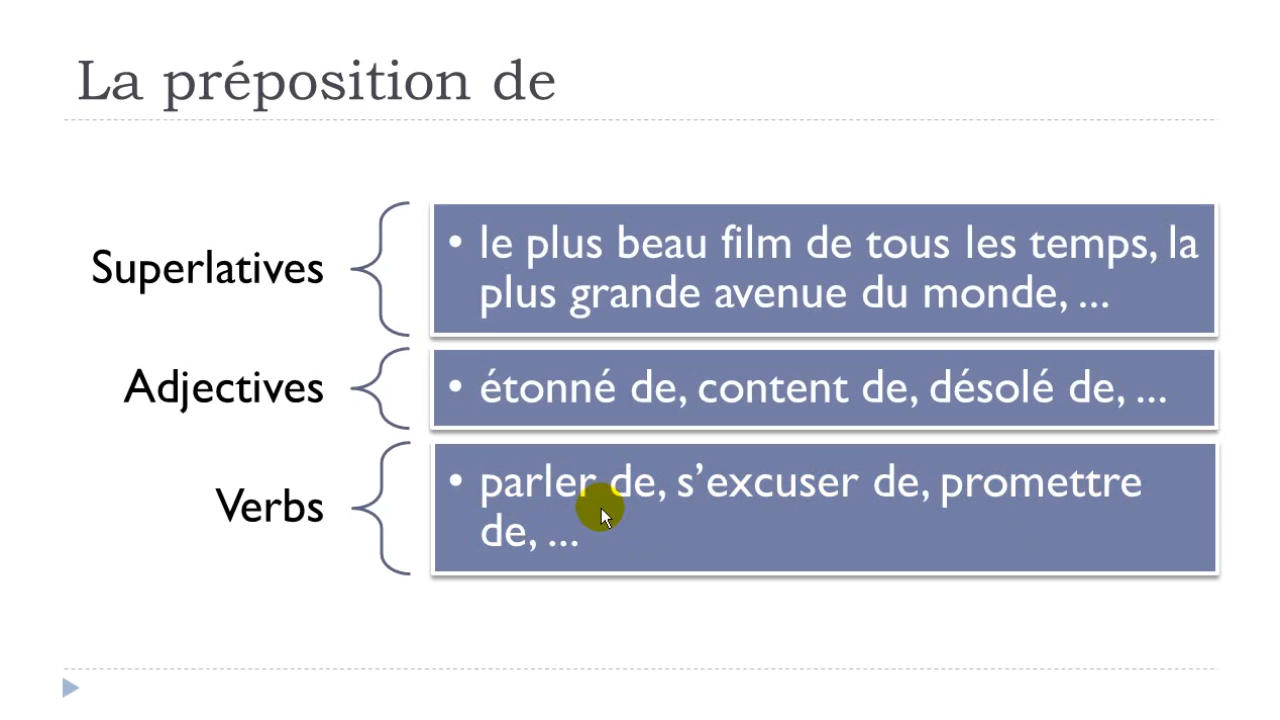 La préposition de
Superlatives
• le plus beau film de tous les temps, la
plus grande avenue du monde, ...
Adjectives
• étonné de, content de, désolé de, ...
Verbs
• parler de, s’excuser de, promettre
de, ...